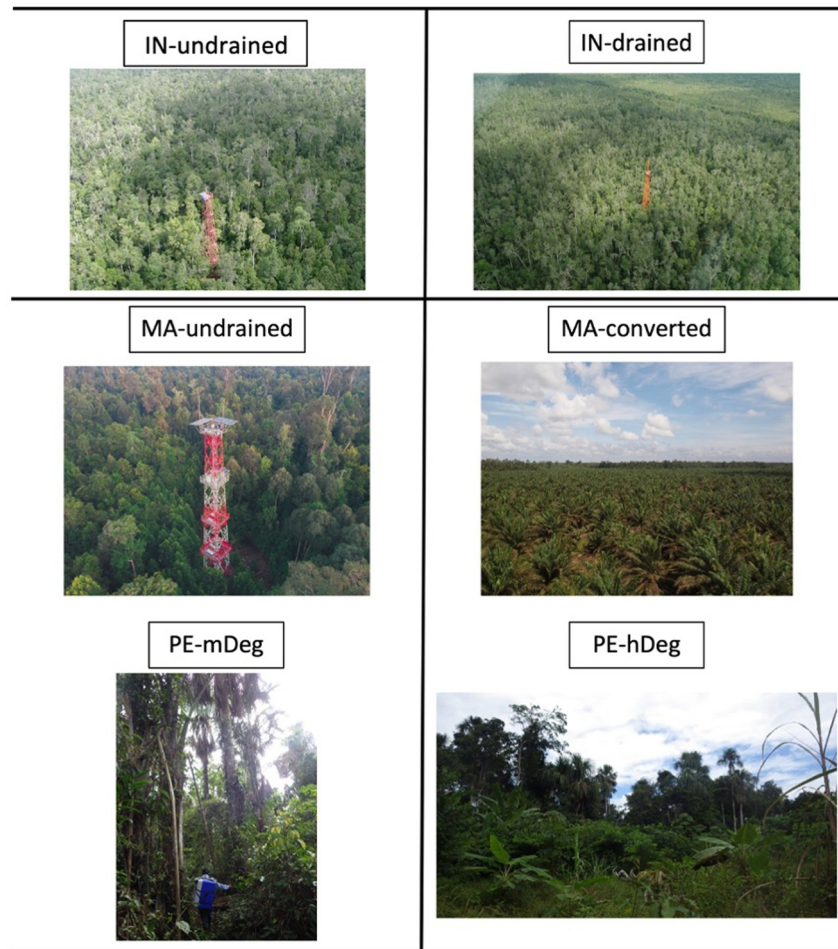 IN-undrained
IN-drained
MA-undrained
MA-converted
PE-mDeg
PE-hDeg